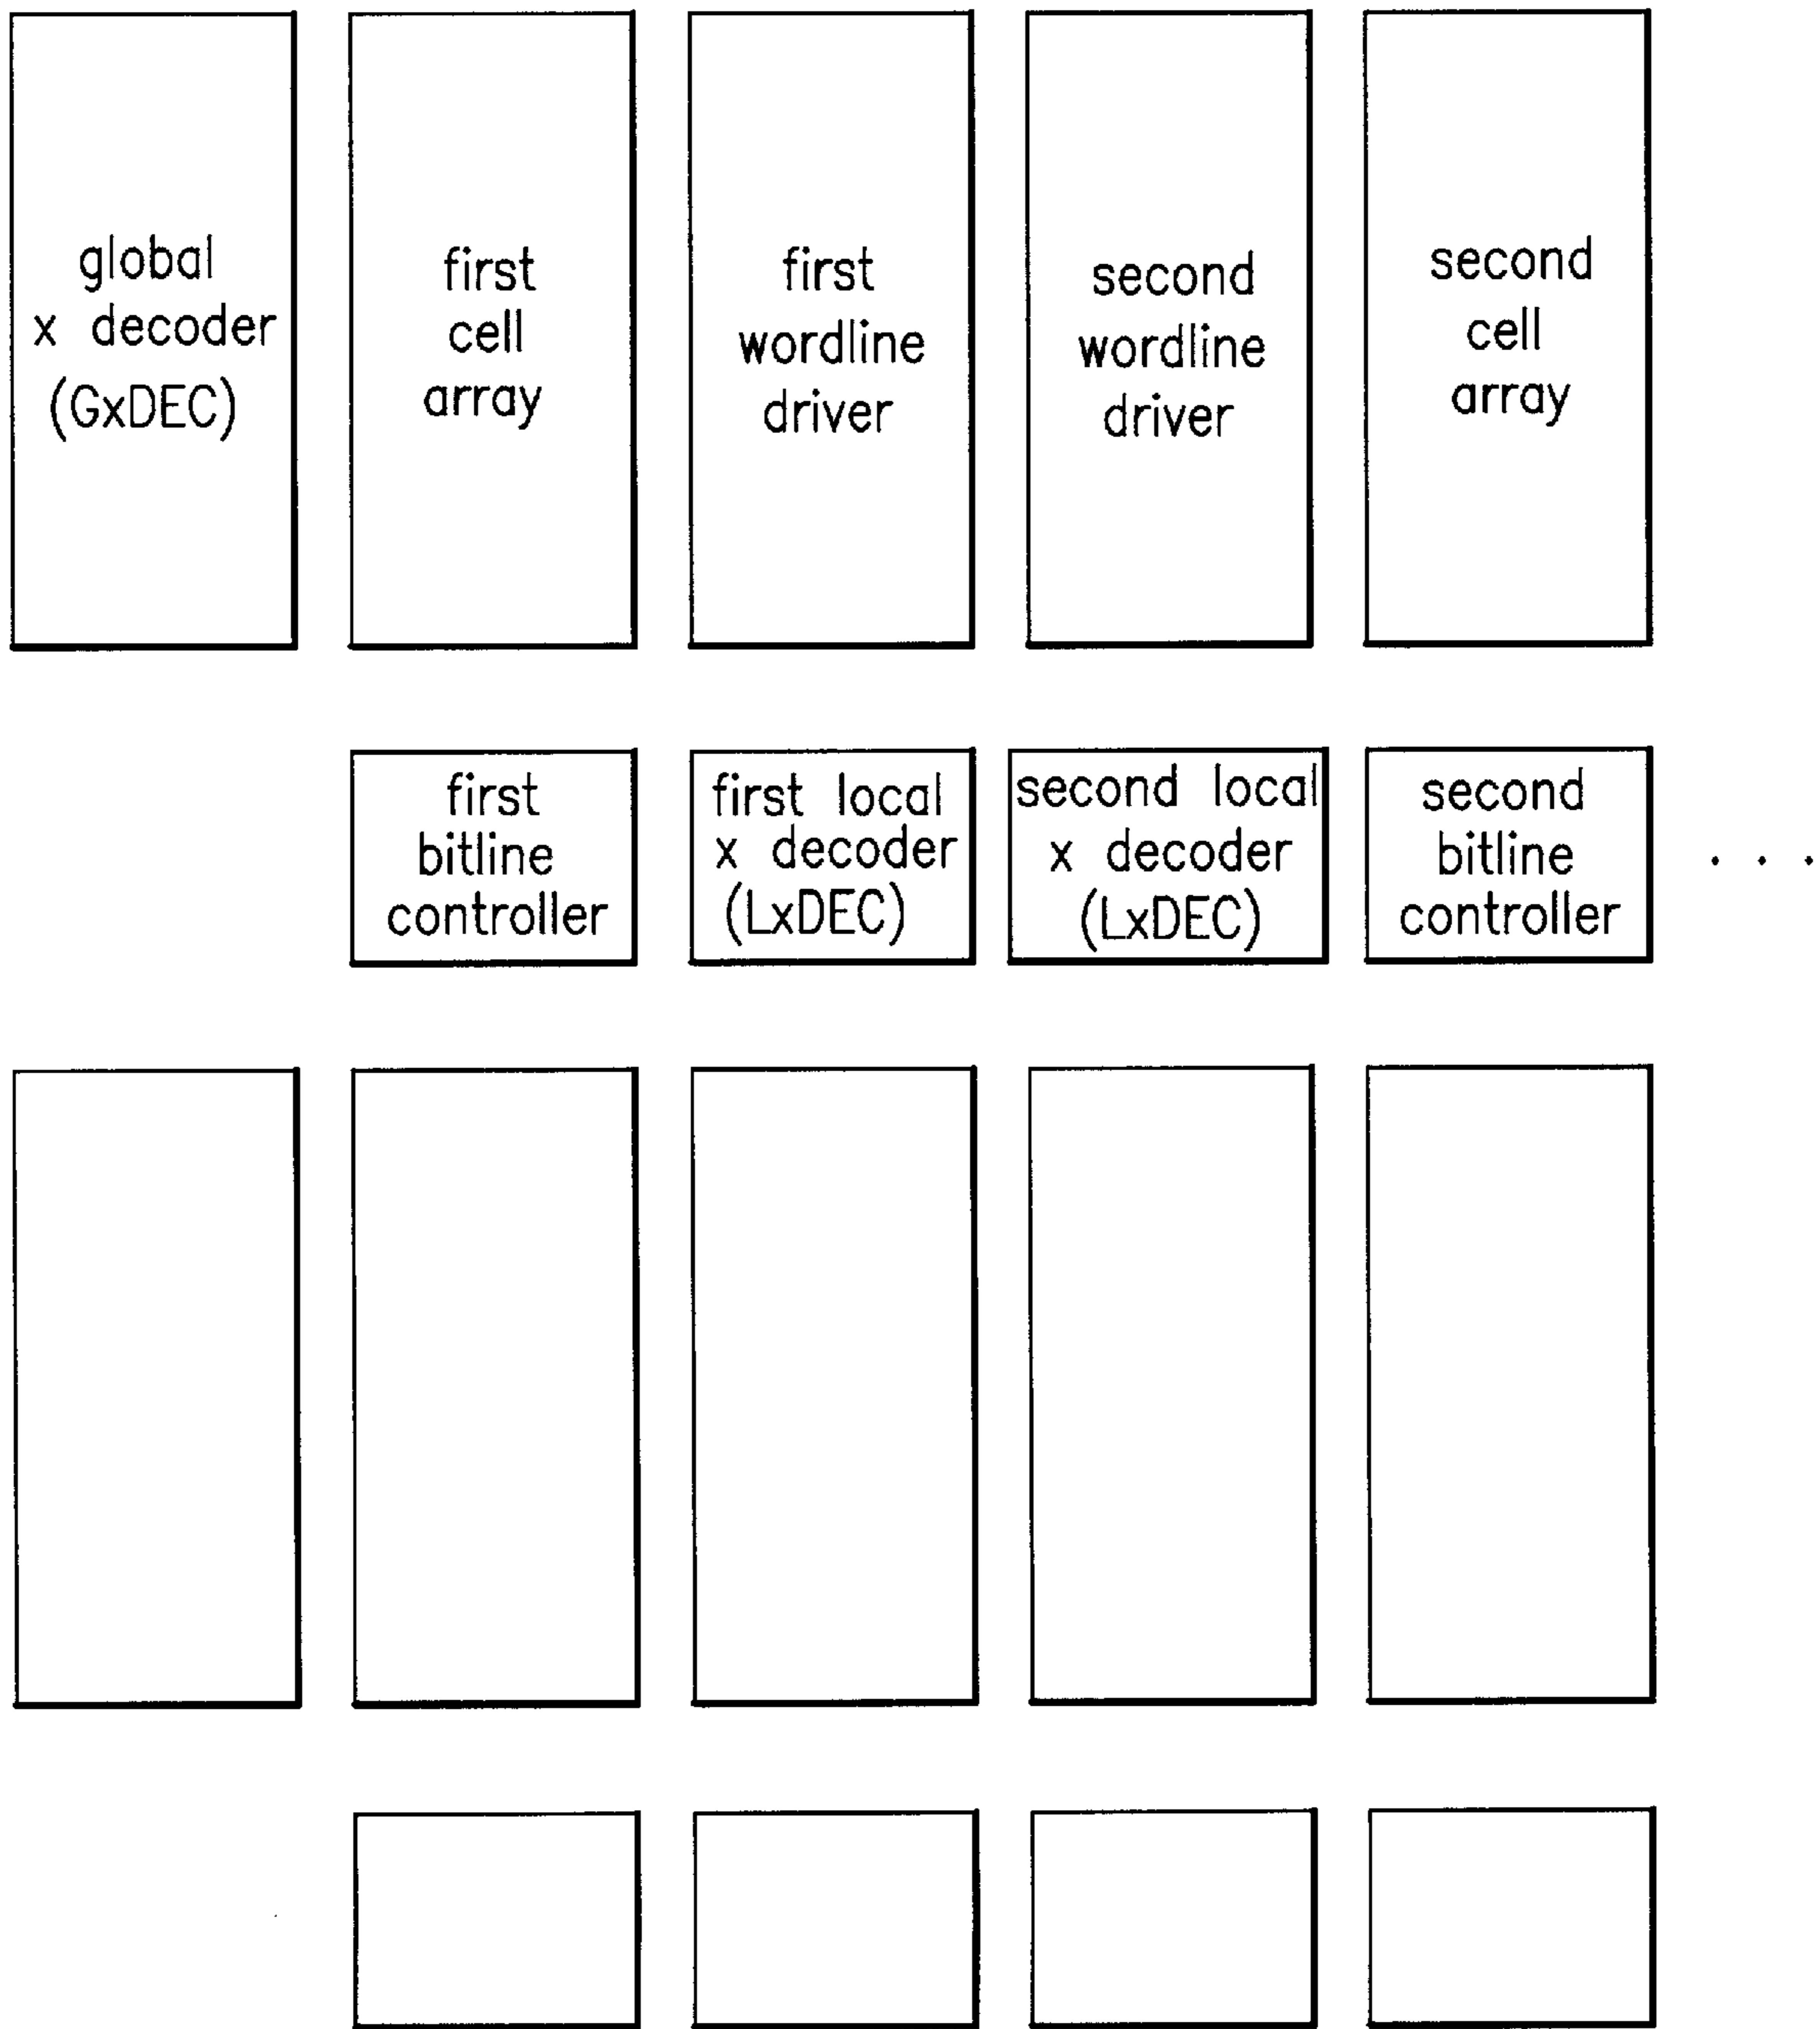 global
x decoder
(GxDEC)
first
cell
array
first
wordline
driver
second
wordline
driver
second
cell
array
first
bitline
controller
first local
x decoder
(LxDEC)
second local
x decoder
(LxDEC)
second
bitline
controller
. . .